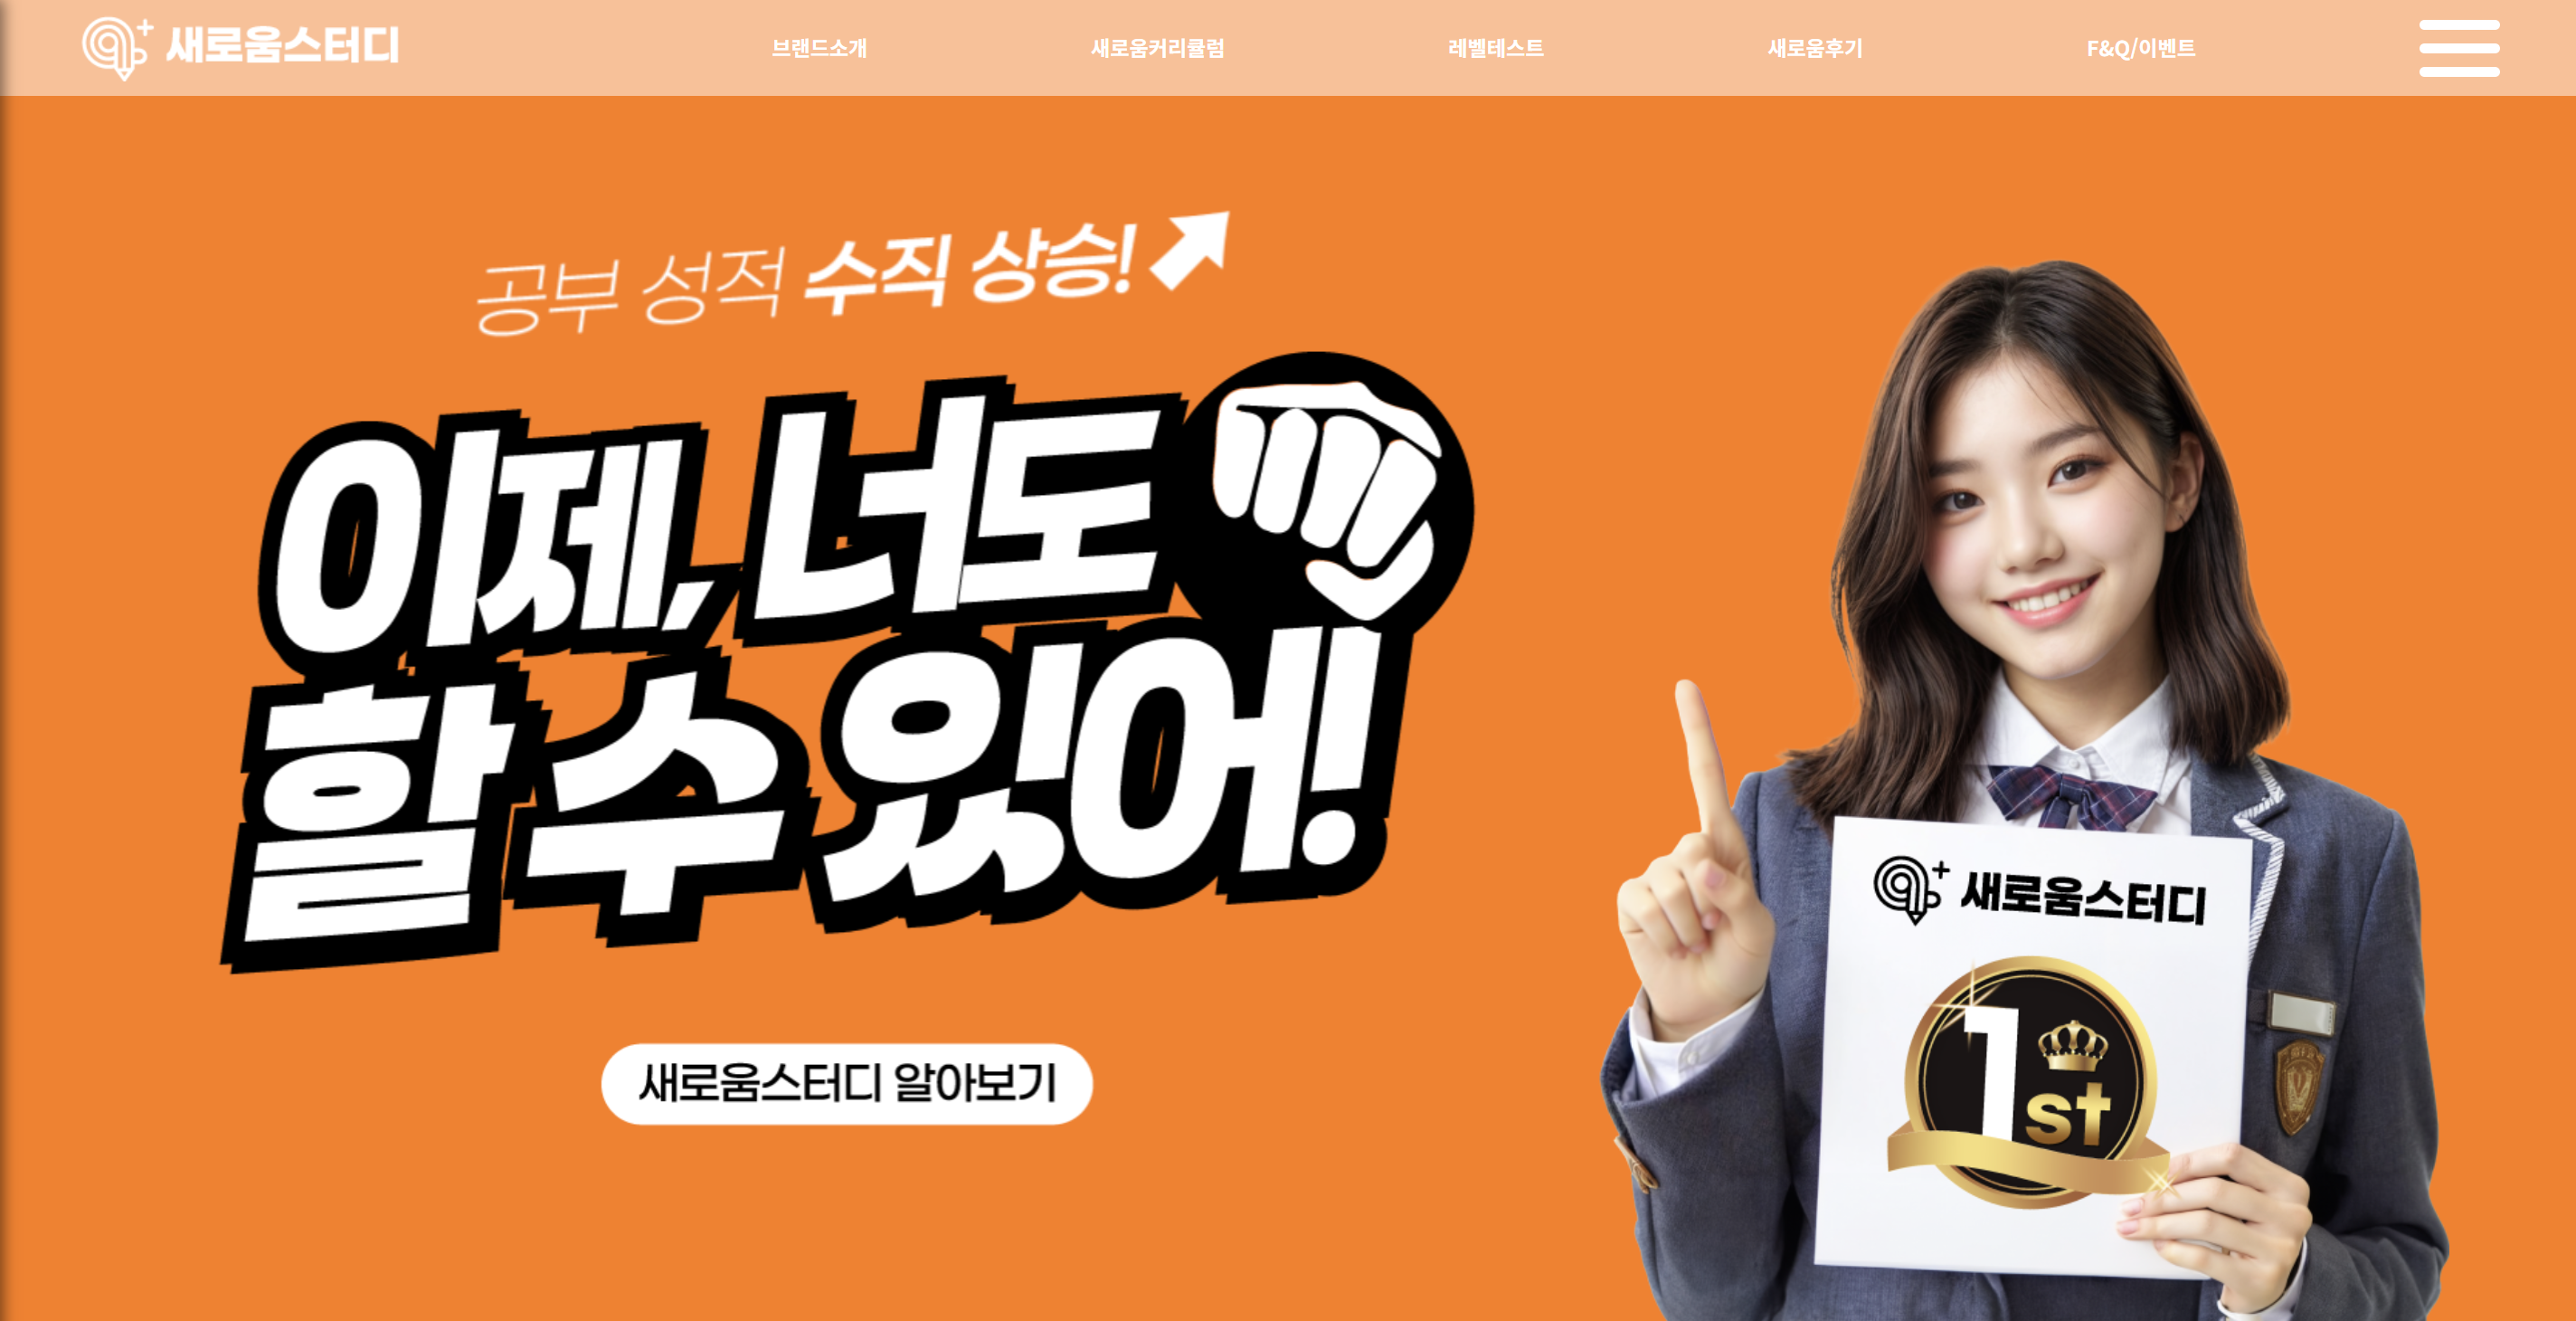 새로움스터디
브랜드소개
새로움커리큘럼
레벨테스트
새로움후기
F&Q/이벤트
공부 성적 수직 상승!
이제, 너도
할 수 있어!
새로움스터디 알아보기
새로움스터디
1st